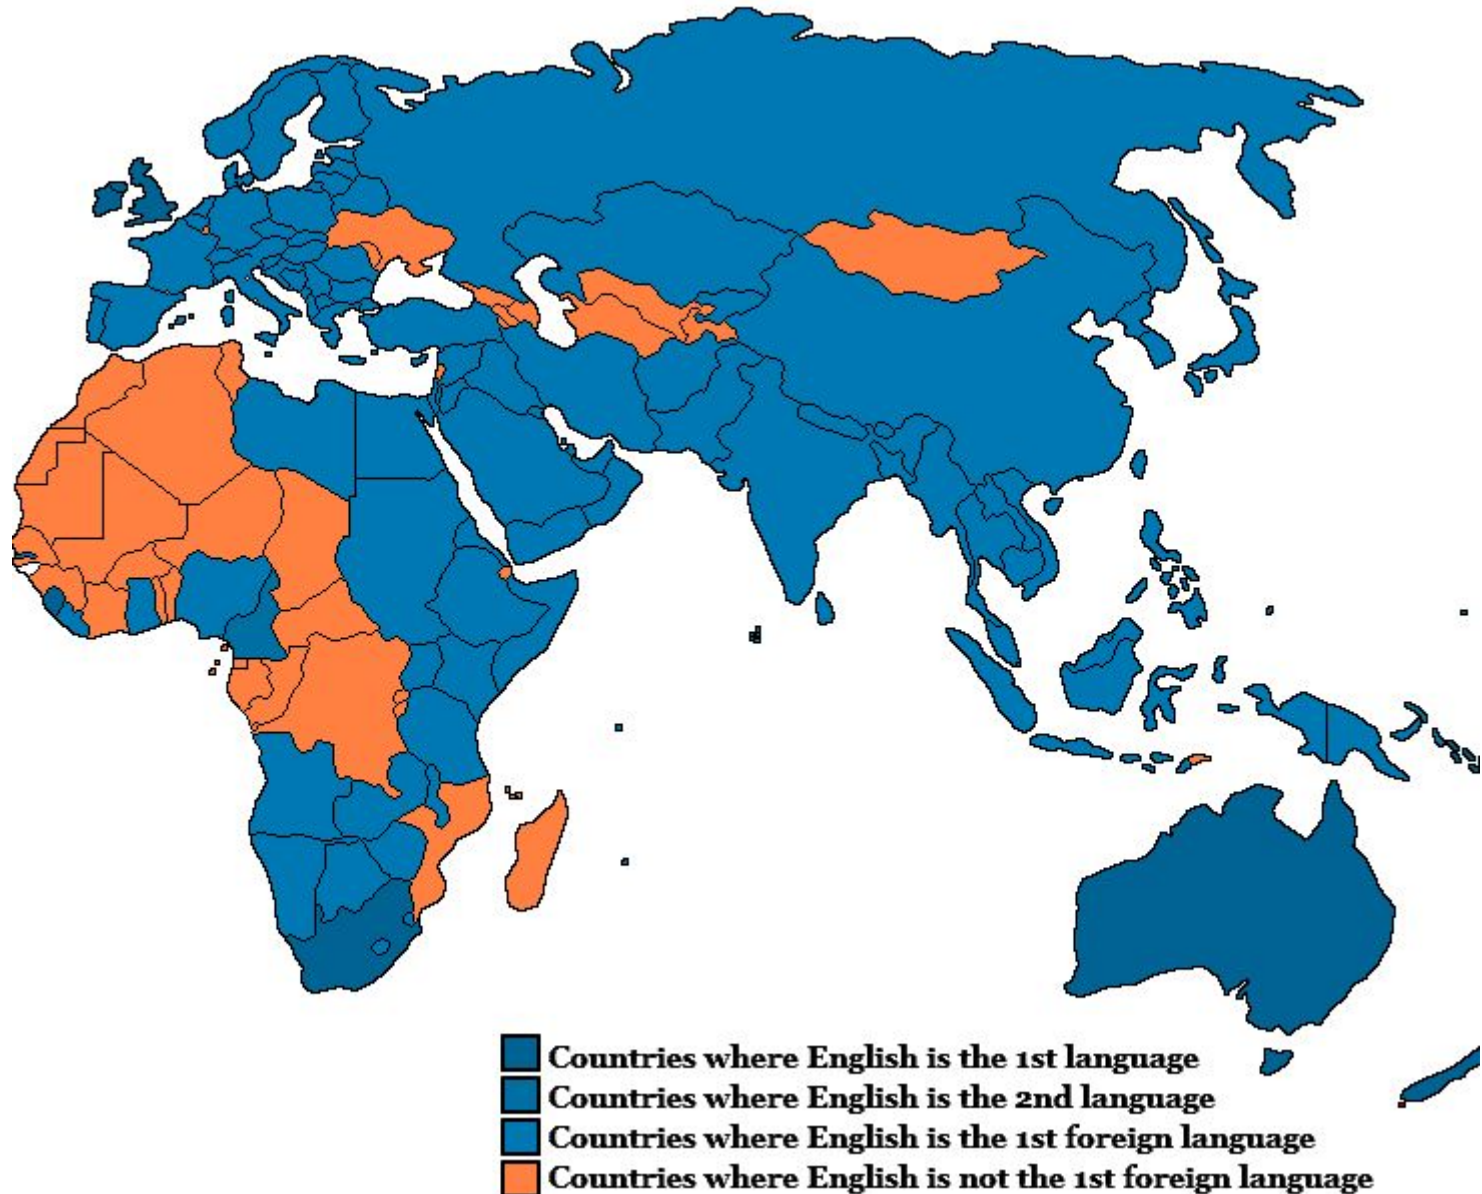 Countries where English is the 1st language
Countries where English is the 2nd language
Countries where English is the 1st foreign language
Countries where English is not the 1st foreign language